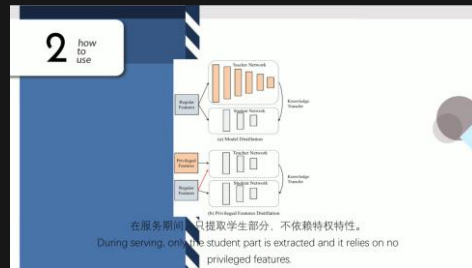 2
how
to
use
Teacher Network
Regular
Features
Student Network
Knowledge
Transfer
(a) Model Distillation
Privileged
Features
Teacher Network
Regular
Features
Student Network
Knowledge
Transfer
(b) Privileged Features Distillation
在服务期间，只提取学生部分，不依赖特权特性。
During serving, only the student part is extracted and it relies on no
privileged features.